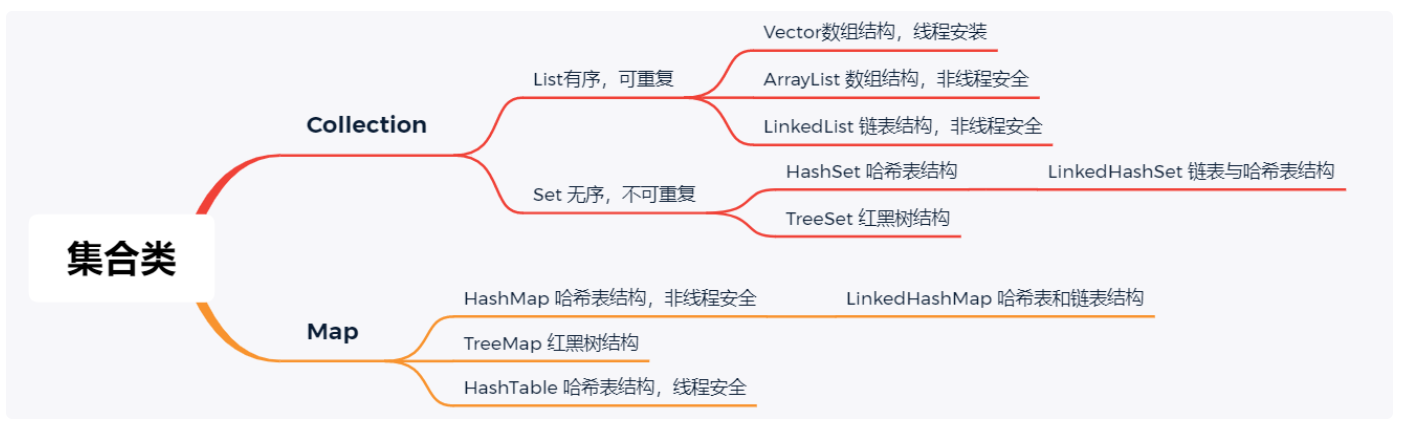 集合类
Collection
List有序，可重复
Vector数组结构，线程安装
ArrayList 数组结构，非线程安全
LinkedList 链表结构，非线程安全
Set 无序，不可重复
HashSet 哈希表结构
LinkedHashSet 链表与哈希表结构
TreeSet 红黑树结构
Map
HashMap 哈希表结构，非线程安全
LinkedHashMap 哈希表和链表结构
TreeMap 红黑树结构
HashTable 哈希表结构，线程安全